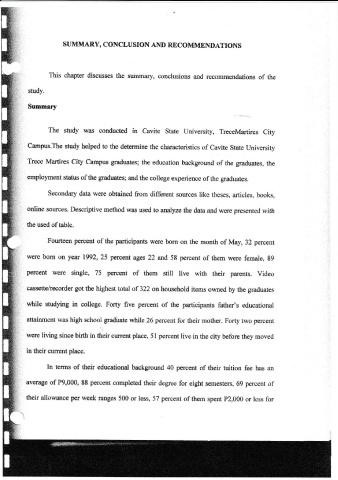 SUMMARY, CONCLUSION AND RECOMMENDATIONS
This chapter discusses the summary, conclusions and recommendations of the
study.
Summary
The study was conducted in Cavite State University, TreceMartires City
Campus.The study helped to the determine the characteristics of Cavite State University
Trece Martires City Campus graduates; the education background of the graduates, the
employment status of the graduates; and the college experience of the graduates.
Secondary data were obtained from different sources like theses, articles, books,
online sources. Descriptive method was used to analyze the data and were presented with
the used of table.
Fourteen percent of the participants were born on the month of May, 32 percent
were born on year 1992, 25 percent ages 22 and 58 percent of them were female, 89
percent were single, 75 percent of them still live with their parents. Video
cassette/recorder got the highest total of 322 on household items owned by the graduates
while studying in college. Forty five percent of the participants father's educational
attainment was high school graduate while 26 percent for their mother. Forty two percent
were living since birth in their current place, 51 percent live in the city before they moved
in their current place.
In terms of their educational background 40 percent of their tuition fee has an
average of P9,000, 88 percent completed their degree for eight semesters, 69 percent of
their allowance per week ranges 500 or less, 57 percent of them spent P2,000 or less for